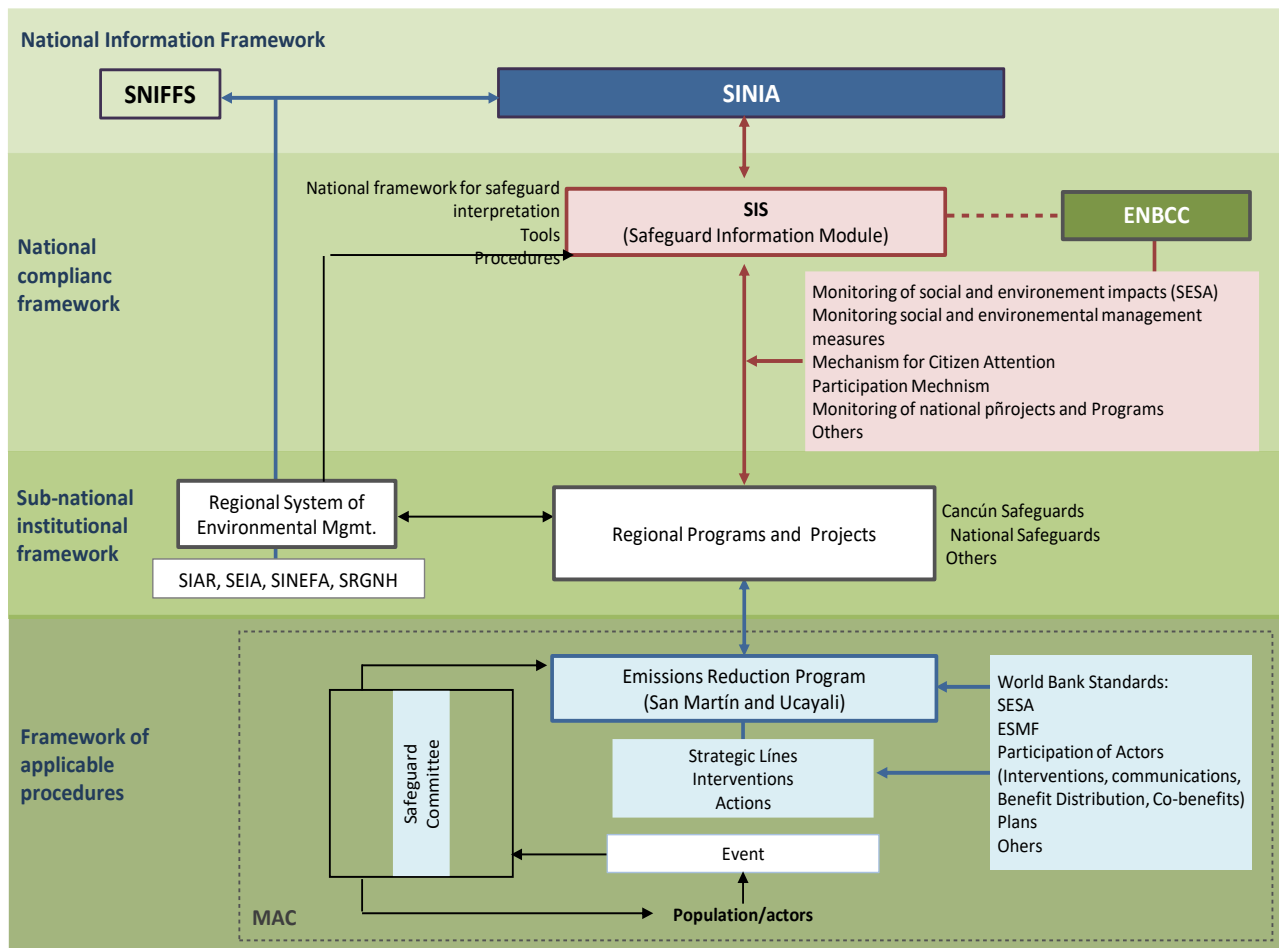 National Information Framework
SNIFFS
SINIA
National framework for safeguard
interpretation
Tools
Procedures
SIS
(Safeguard Information Module)
ENBCC
National
complianc
framework
Monitoring of social and environement impacts (SESA)
Monitoring social and environemental management
measures
Mechanism for Citizen Attention
Participation Mechnism
Monitoring of national pñrojects and Programs
Others
Sub-national
institutional
framework
Regional System of
Environmental Mgmt.
SIAR, SEIA, SINEFA, SRGNH
Regional Programs and Projects
Cancún Safeguards
National Safeguards
Others
Framework of
applicable
procedures
Emissions Reduction Program
(San Martín and Ucayali)
Strategic Línes
Interventions
Actions
World Bank Standards:
SESA
ESMF
Participation of Actors
(Interventions, communications,
Benefit Distribution, Co-benefits)
Plans
Ohers
Safeguard
Committee
Event
Population/actors
MAC